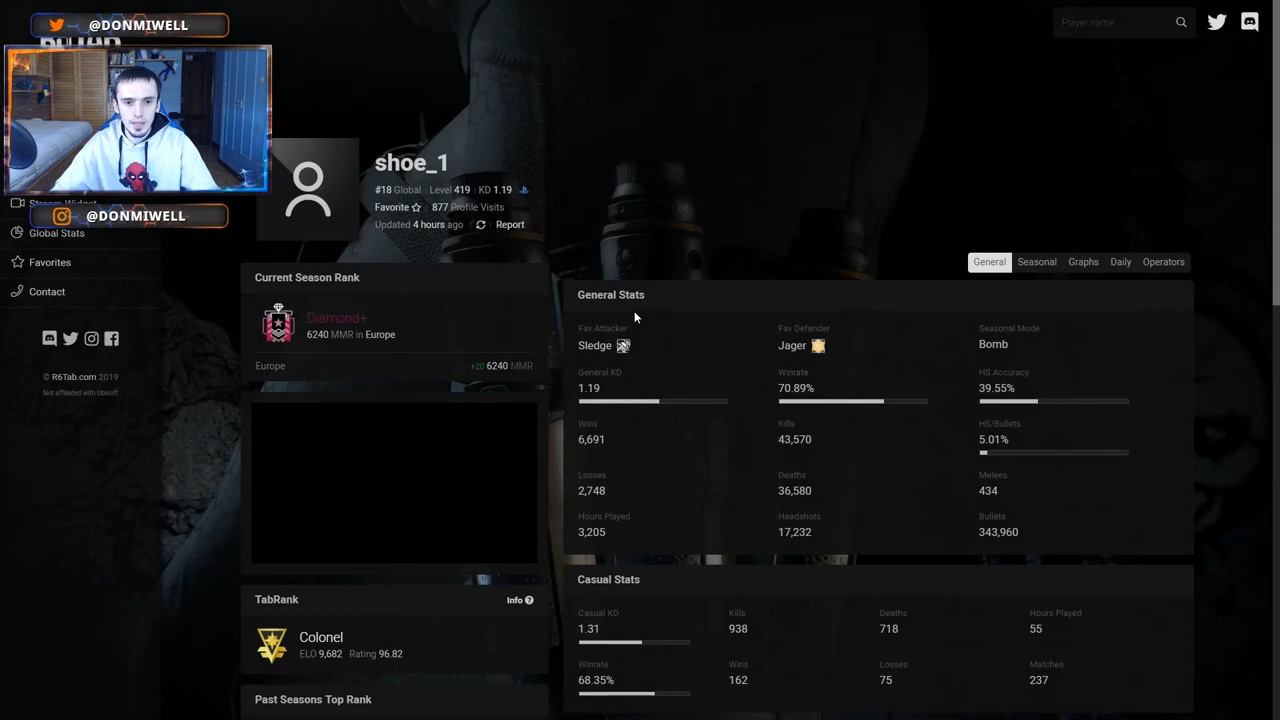 @DONMIWELL
Player name...
shoe_1
#18 Global Level 419 KD 1.19
Favorite 877 Profile Visits
Updated 4 hours ago Report
@DONMIWELL
Global Stats
Favorites
Contact
© R6Tab.com 2019
Not affiliated with Ubisoft
General Seasonal Graphs Daily Operators
Current Season Rank
Diamond+
6240 MMR in Europe
Europe +20 6240 MMR
TabRank Info
Colonel
ELO 9,682 Rating 96.82
Past Seasons Top Rank
General Stats
Fav Attacker Fav Defender Seasonal Mode
Sledge Jager Bomb
General KD Winrate HS Accuracy
1.19 70.89% 39.55%
Wins Kills HS/Bullets
6,691 43,570 5.01%
Losses Deaths Melees
2,748 36,580 434
Hours Played Headshots Bullets
3,205 17,232 343,960
Casual Stats
Casual KD Kills Deaths Hours Played
1.31 938 718 55
Winrate Wins Losses Matches
68.35% 162 75 237